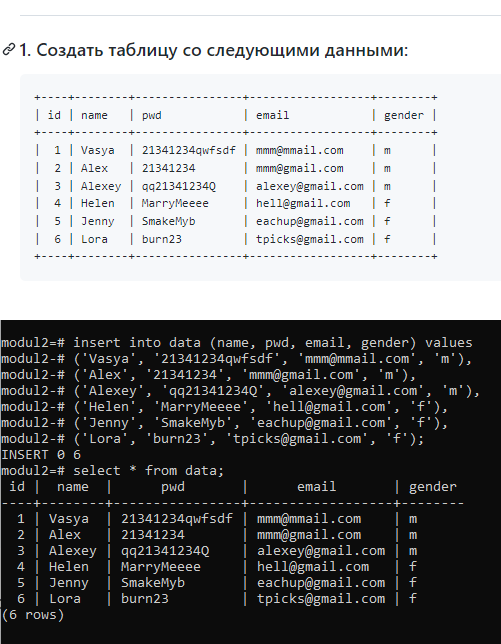 1. Создать таблицу со следующими данными:
+----+--------+---------------+------------------+--------+
| id | name   | pwd           | email            | gender |
+----+--------+---------------+------------------+--------+
|  1 | Vasya  | 21341234qwfsdf | mmm@mmail.com    | m      |
|  2 | Alex   | 21341234      | mmm@gmail.com    | m      |
|  3 | Alexey | qq21341234Q   | alexey@gmail.com | m      |
|  4 | Helen  | MarryMeeee    | hell@gmail.com   | f      |
|  5 | Jenny  | SmakeMyb      | eachup@gmail.com | f      |
|  6 | Lora   | burn23        | tpicks@gmail.com | f      |
+----+--------+---------------+------------------+--------+
modul2=# insert into data (name, pwd, email, gender) values
modul2-# ('Vasya', '21341234qwfsdf', 'mmm@mmail.com', 'm'),
modul2-# ('Alex', '21341234', 'mmm@gmail.com', 'm'),
modul2-# ('Alexey', 'qq21341234Q', 'alexey@gmail.com', 'm'),
modul2-# ('Helen', 'MarryMeeee', 'hell@gmail.com', 'f'),
modul2-# ('Jenny', 'SmakeMyb', 'eachup@gmail.com', 'f'),
modul2-# ('Lora', 'burn23', 'tpicks@gmail.com', 'f');
INSERT 0 6
modul2=# select * from data;
 id |  name  |      pwd       |      email       | gender
----+--------+----------------+------------------+--------
  1 | Vasya  | 21341234qwfsdf | mmm@mmail.com    | m
  2 | Alex   | 21341234       | mmm@gmail.com    | m
  3 | Alexey | qq21341234Q    | alexey@gmail.com | m
  4 | Helen  | MarryMeeee     | hell@gmail.com   | f
  5 | Jenny  | SmakeMyb       | eachup@gmail.com | f
  6 | Lora   | burn23         | tpicks@gmail.com | f
(6 rows)